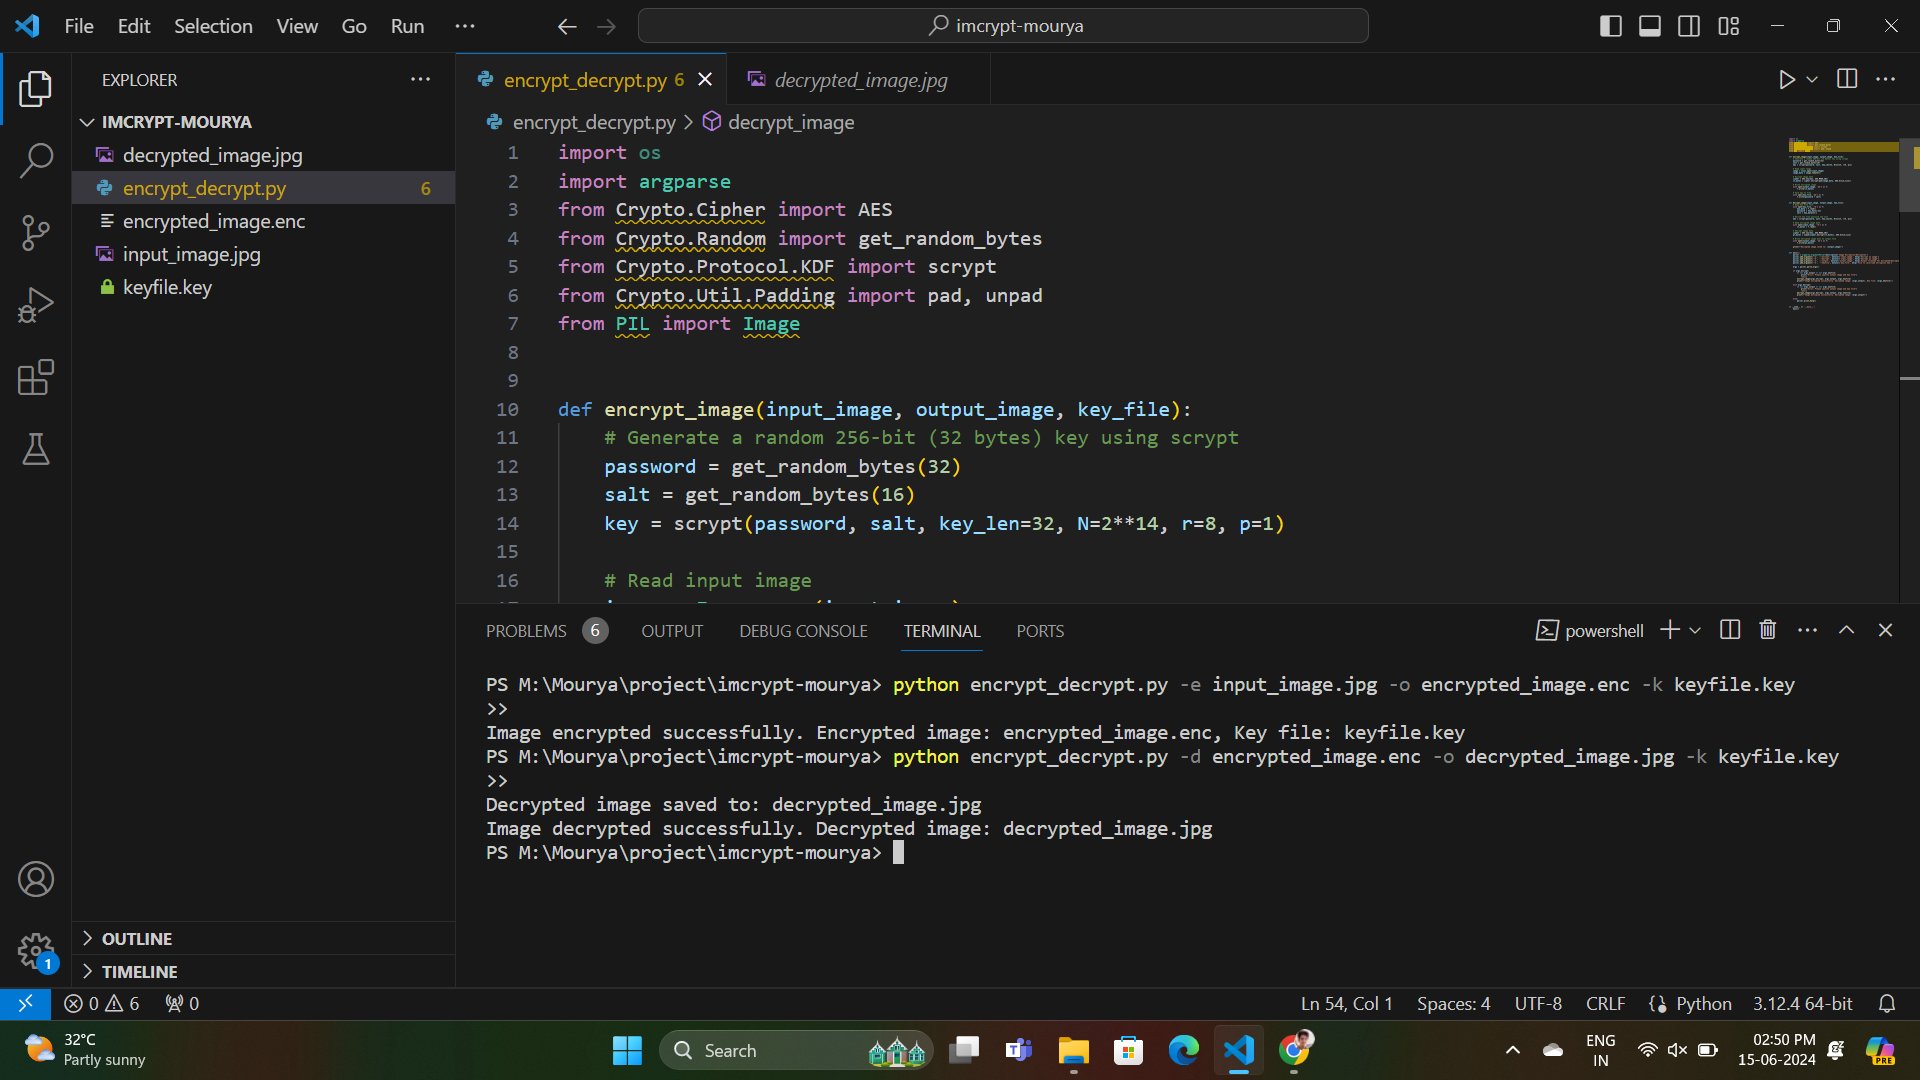 File Edit Selection View Go Run ···
imcrypt-mourya
EXPLORER ···
IMCRYPT-MOURYA
decrypted_image.jpg
encrypt_decrypt.py 6
encrypted_image.enc
input_image.jpg
keyfile.key
OUTLINE
TIMELINE
encrypt_decrypt.py 6
decrypted_image.jpg
encrypt_decrypt.py > decrypt_image
1 import os
2 import argparse
3 from Crypto.Cipher import AES
4 from Crypto.Random import get_random_bytes
5 from Crypto.Protocol.KDF import scrypt
6 from Crypto.Util.Padding import pad, unpad
7 from PIL import Image
8
9
10 def encrypt_image(input_image, output_image, key_file):
11 # Generate a random 256-bit (32 bytes) key using scrypt
12 password = get_random_bytes(32)
13 salt = get_random_bytes(16)
14 key = scrypt(password, salt, key_len=32, N=2**14, r=8, p=1)
15
16 # Read input image
PROBLEMS 6 OUTPUT DEBUG CONSOLE TERMINAL PORTS
powershell
PS M:\Mourya\project\imcrypt-mourya> python encrypt_decrypt.py -e input_image.jpg -o encrypted_image.enc -k keyfile.key
>>
Image encrypted successfully. Encrypted image: encrypted_image.enc, Key file: keyfile.key
PS M:\Mourya\project\imcrypt-mourya> python encrypt_decrypt.py -d encrypted_image.enc -o decrypted_image.jpg -k keyfile.key
>>
Decrypted image saved to: decrypted_image.jpg
Image decrypted successfully. Decrypted image: decrypted_image.jpg
PS M:\Mourya\project\imcrypt-mourya>
1
0 6 0
Ln 54, Col 1 Spaces: 4 UTF-8 CRLF {} Python 3.12.4 64-bit
32°C
Partly sunny
Search
ENG
IN
02:50 PM
15-06-2024
PRE